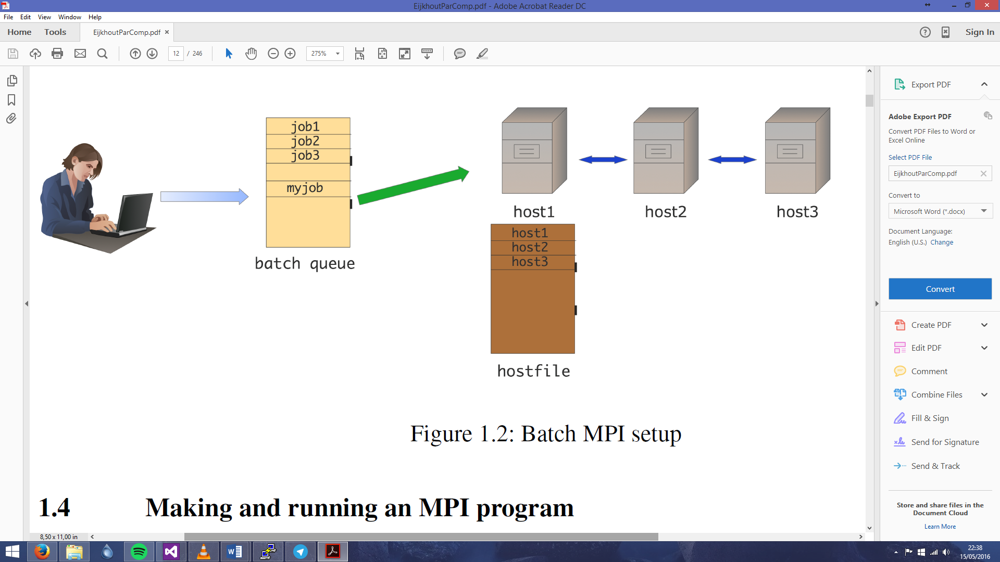 EijkhoutParComp.pdf - Adobe Acrobat Reader DC
File Edit View Window Help
Home Tools EijkhoutParComp.pdf × Sign In
12 / 246 275%
job1
job2
job3
myjob
batch queue
host1 host2 host3
host1
host2
host3
hostfile
Figure 1.2: Batch MPI setup
1.4 Making and running an MPI program
8,50 x 11,00 in
Export PDF
Adobe Export PDF
Convert PDF Files to Word or
Excel Online
Select PDF File
EijkhoutParComp.pdf
Convert to
Microsoft Word (*.docx)
Document Language:
English (U.S.) Change
Convert
Create PDF
Edit PDF
Comment
Combine Files
Fill & Sign
Send for Signature
Send & Track
Store and share files in the
Document Cloud
Learn More
22:38
15/05/2016